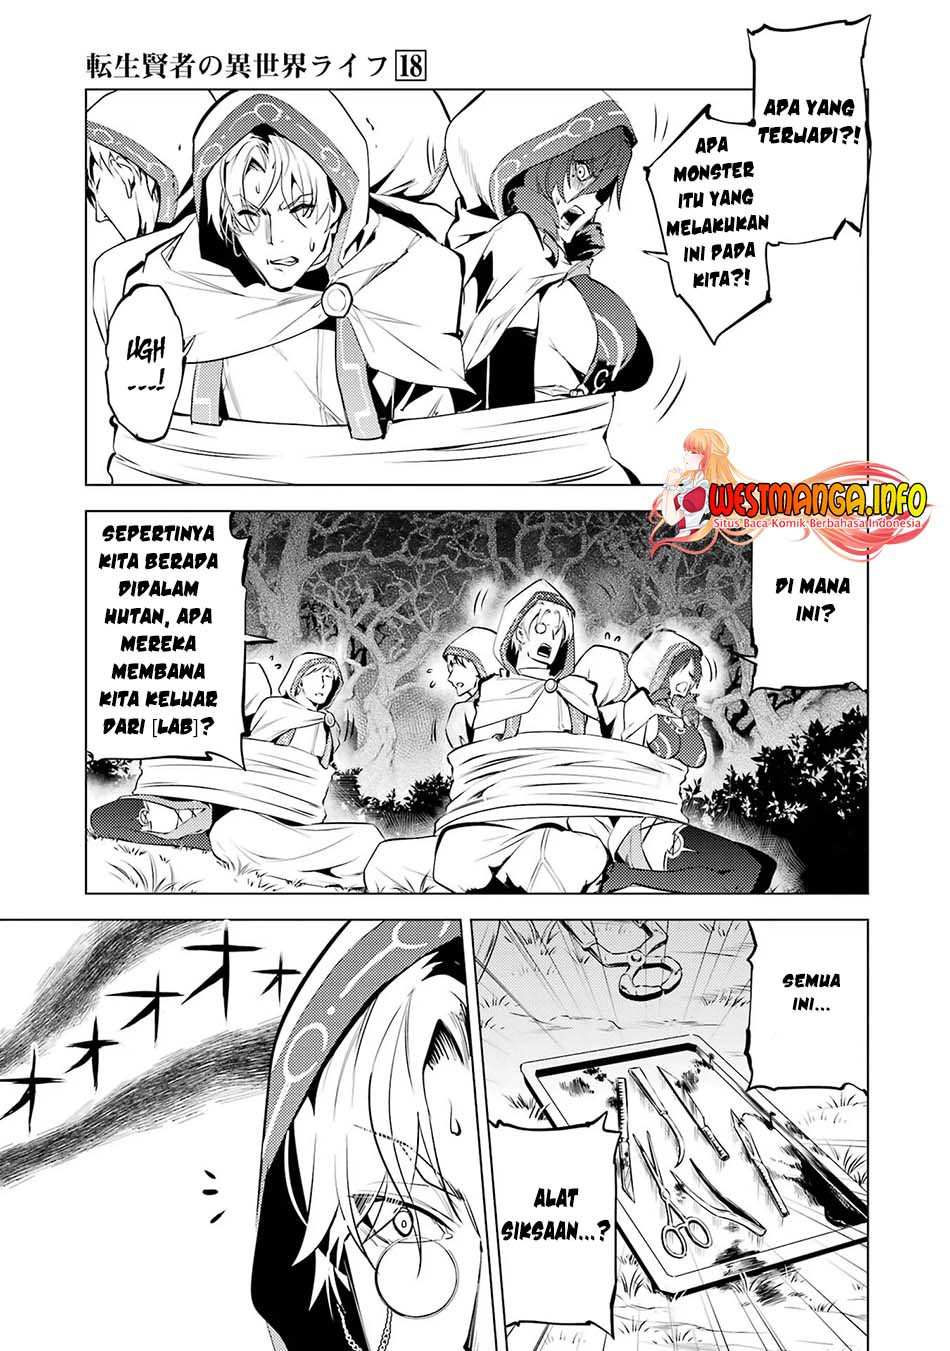 転生賢者の異世界ライフ 18
APA YANG
TERJADI?!
APA
MONSTER
ITU YANG
MELAKUKAN
INI PADA
KITA?!
UGH
----!
WESTMANGA.INFO
Situs Baca Komik Berbahasa Indonesia
DI MANA
INI?
SEPERTINYA
KITA BERADA
DIDALAM
HUTAN, APA
MEREKA
MEMBAWA
KITA KELUAR
DARI [LAB]?
SEMUA
INI...
ALAT
SIKSAAN...?
オオオオオ